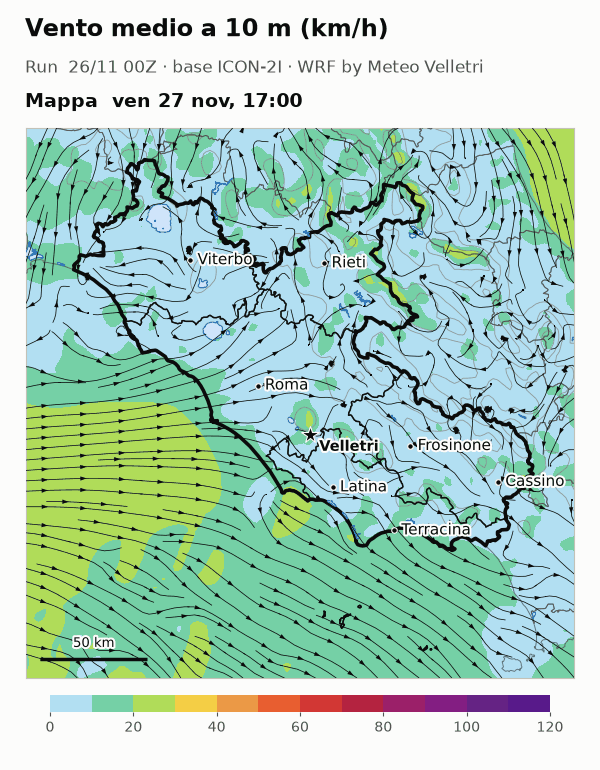 Vento medio a 10 m (km/h)
Run  26/11 00Z · base ICON-2I · WRF by Meteo Velletri
Mappa  ven 27 nov, 17:00
Viterbo
Rieti
Roma
Velletri
Frosinone
Cassino
Latina
Terracina
50 km
0 20 40 60 80 100 120